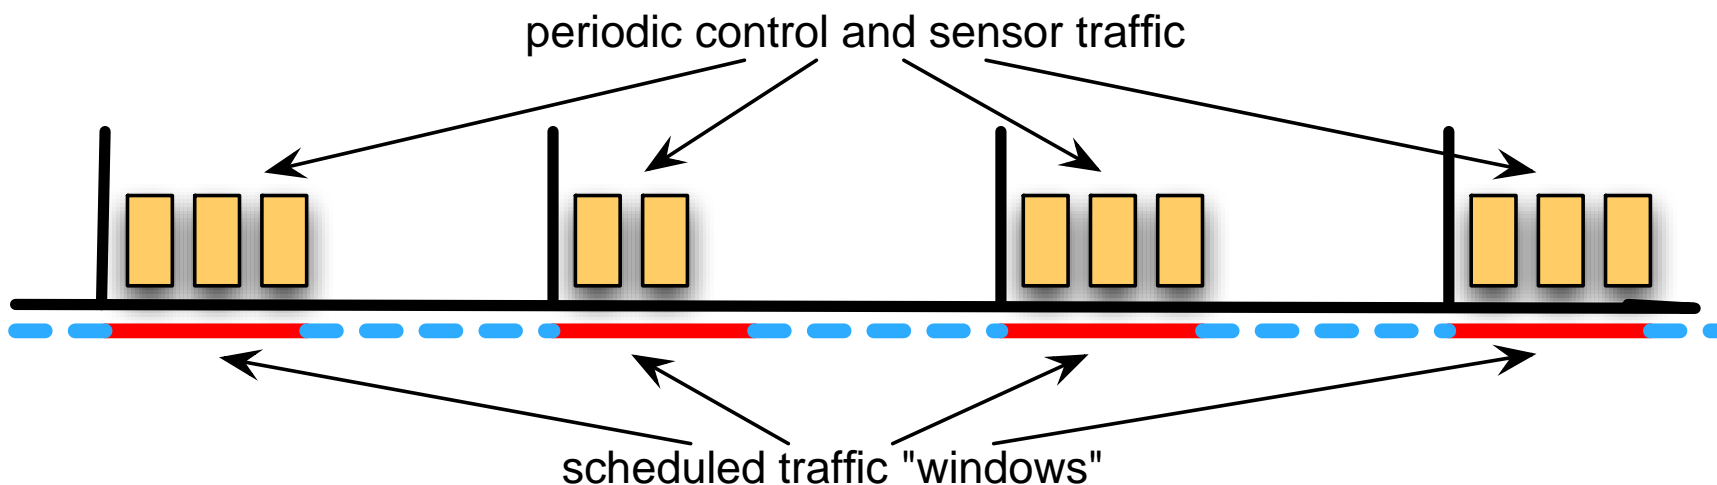 periodic control and sensor traffic
scheduled traffic "windows"